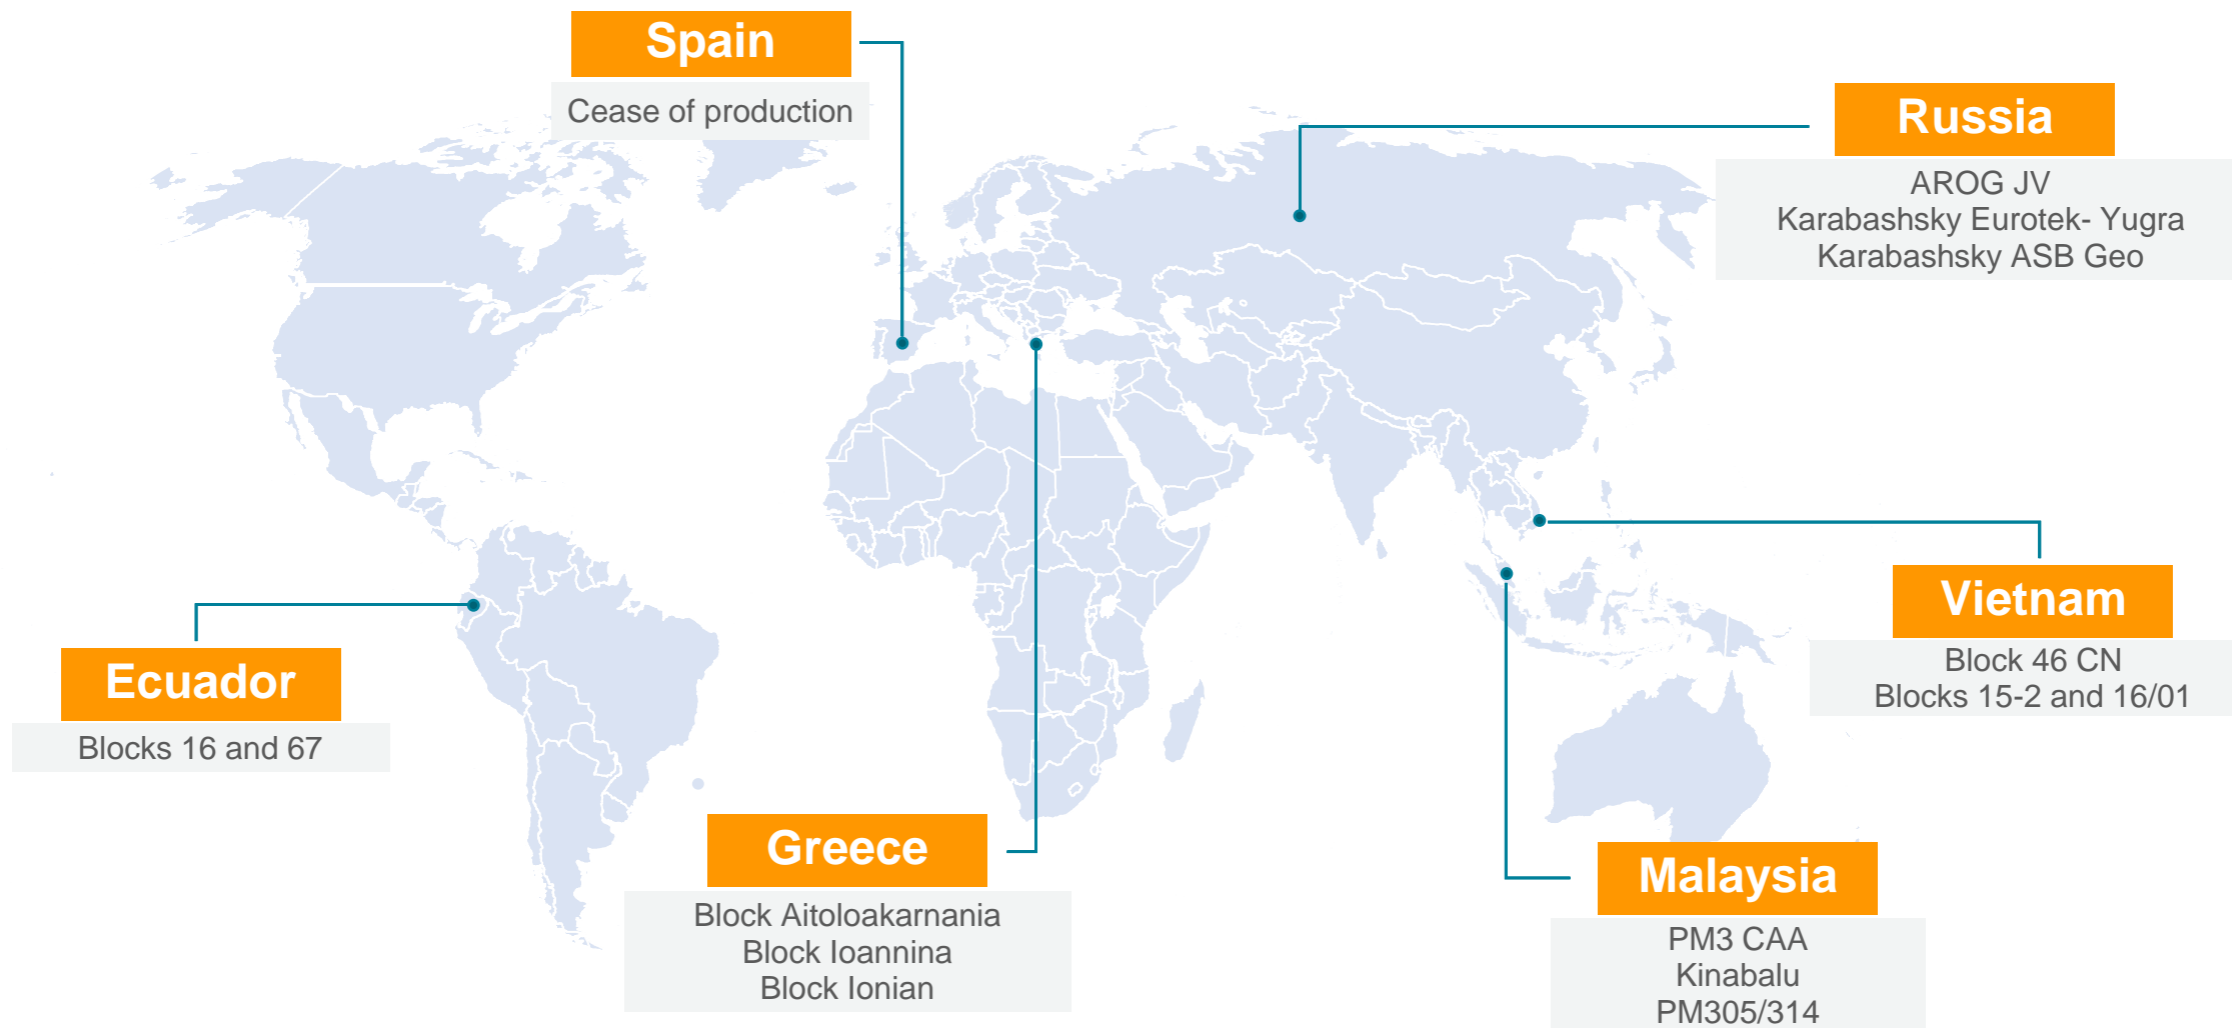 Spain
Cease of production
Russia
AROG JV
Karabashsky Eurotek- Yugra
Karabashsky ASB Geo
Vietnam
Block 46 CN
Blocks 15-2 and 16/01
Ecuador
Blocks 16 and 67
Greece
Block Aitoloakarnania
Block Ioannina
Block Ionian
Malaysia
PM3 CAA
Kinabalu
PM305/314